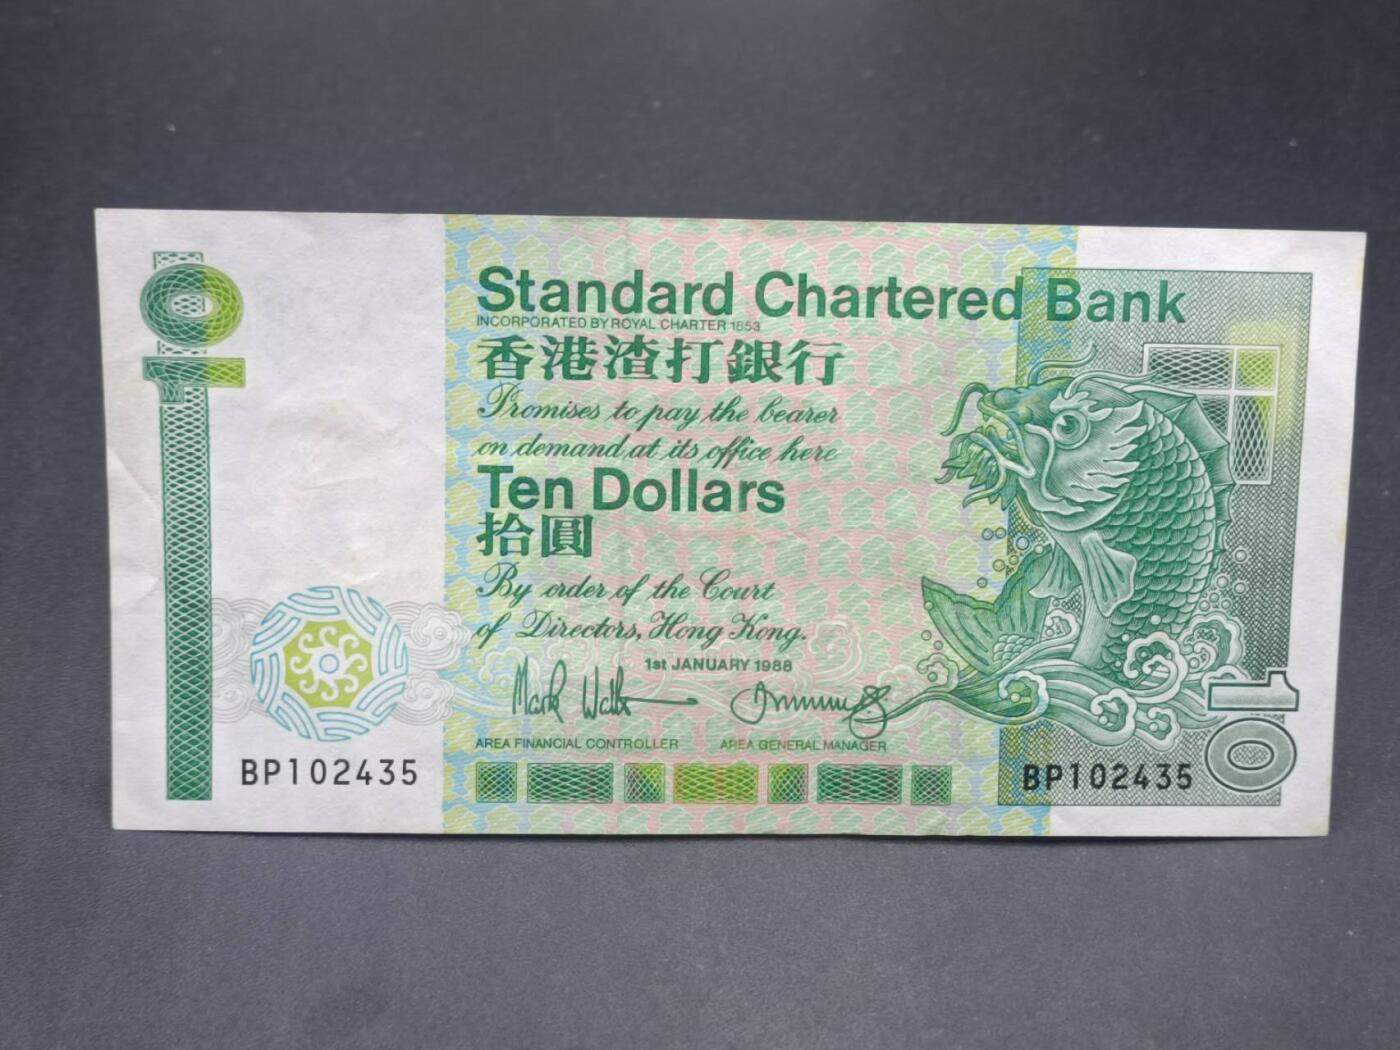 10
Standard Chartered Bank
INCORPORATED BY ROYAL CHARTER 1853
香港渣打銀行
Promises to pay the bearer
on demand at its office here
Ten Dollars
拾圓
By order of the Court
of Directors, Hong Kong.
1st JANUARY 1988
AREA FINANCIAL CONTROLLER AREA GENERAL MANAGER
BP102435 BP102435
10